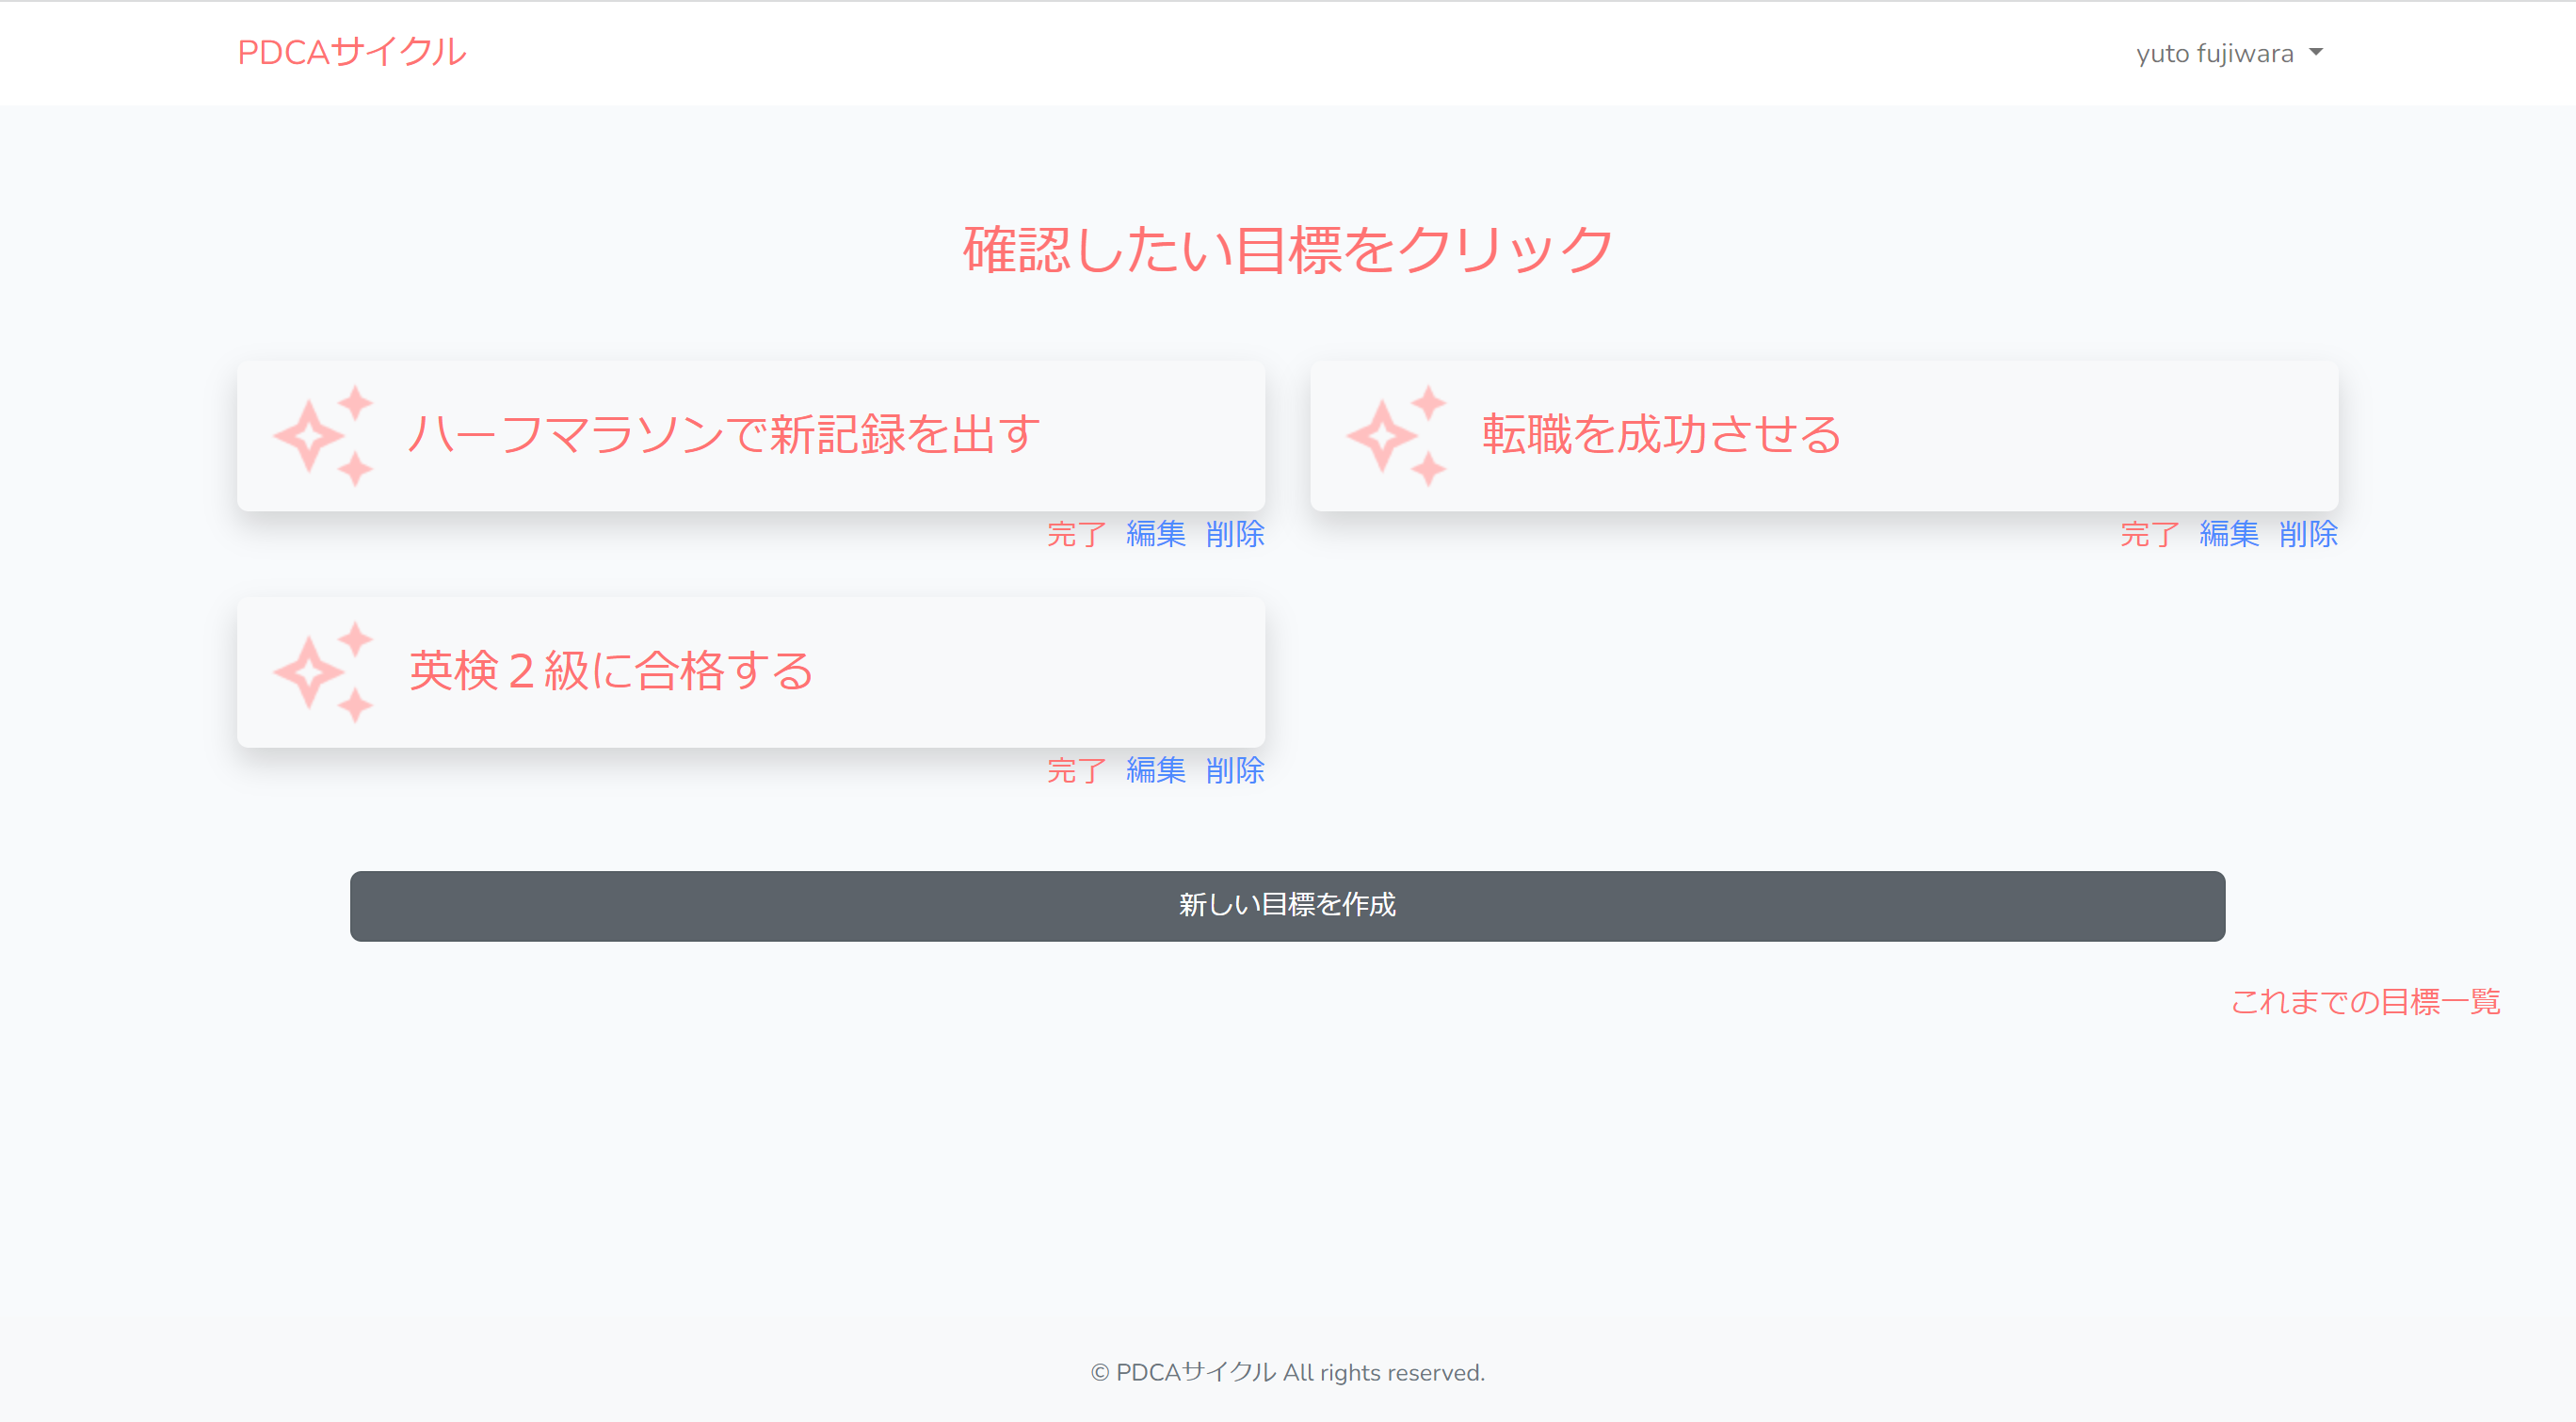 PDCAサイクル
yuto fujiwara
確認したい目標をクリック
ハーフマラソンで新記録を出す
完了 編集 削除
転職を成功させる
完了 編集 削除
英検２級に合格する
完了 編集 削除
新しい目標を作成
これまでの目標一覧
© PDCAサイクル All rights reserved.